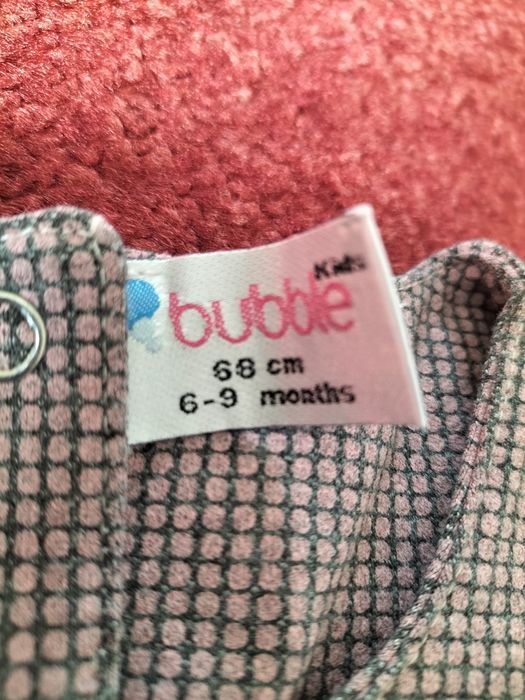 Kids
bubble
68 cm
6-9 months